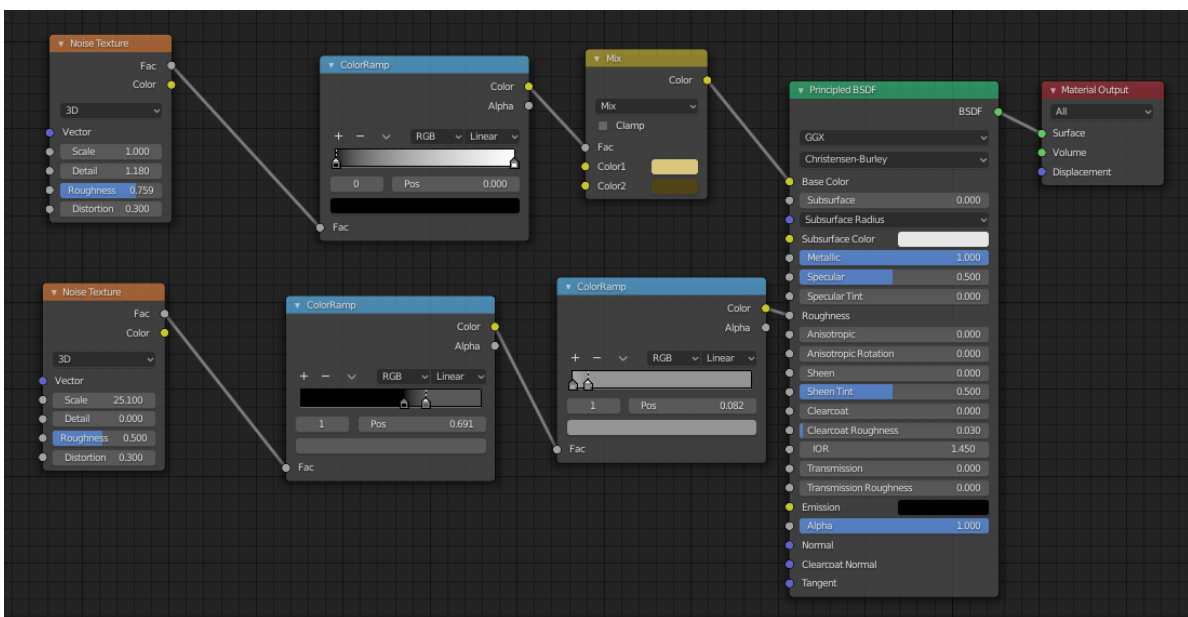 Noise Texture
Fac
Color
3D
Vector
Scale 1.000
Detail 1.180
Roughness 0.759
Distortion 0.300
ColorRamp
Color
Alpha
+ − RGB Linear
0 Pos 0.000
Fac
Mix
Color
Mix
Clamp
Fac
Color1
Color2
Principled BSDF
BSDF
GGX
Christensen-Burley
Base Color
Subsurface 0.000
Subsurface Radius
Subsurface Color
Metallic 1.000
Specular 0.500
Specular Tint 0.000
Roughness
Anisotropic 0.000
Anisotropic Rotation 0.000
Sheen 0.000
Sheen Tint 0.500
Clearcoat 0.000
Clearcoat Roughness 0.030
IOR 1.450
Transmission 0.000
Transmission Roughness 0.000
Emission
Alpha 1.000
Normal
Clearcoat Normal
Tangent
Material Output
All
Surface
Volume
Displacement
Noise Texture
Fac
Color
3D
Vector
Scale 25.100
Detail 0.000
Roughness 0.500
Distortion 0.300
ColorRamp
Color
Alpha
+ − RGB Linear
1 Pos 0.691
Fac
ColorRamp
Color
Alpha
+ − RGB Linear
1 Pos 0.082
Fac